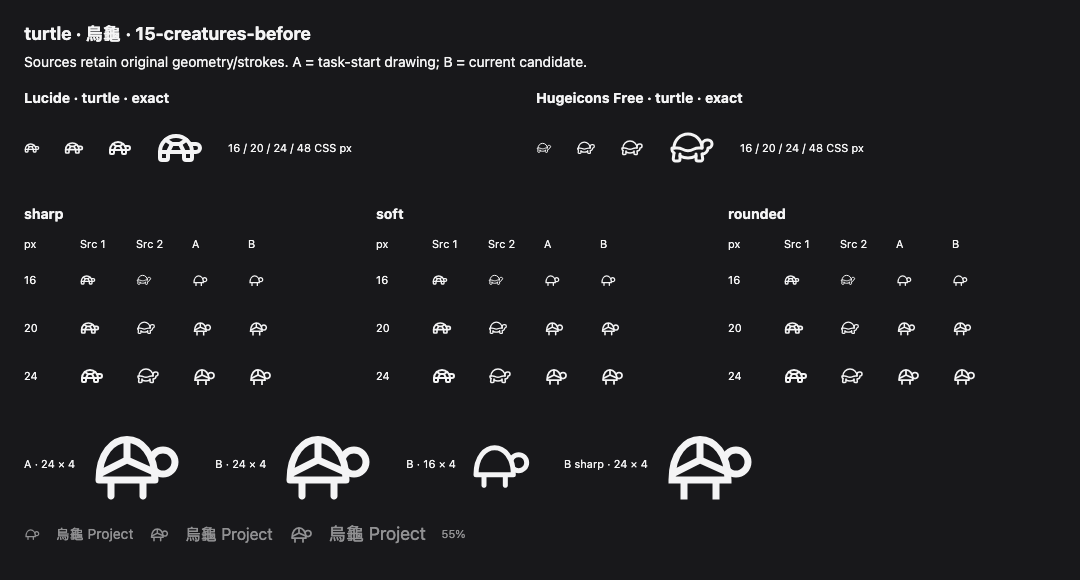 turtle · 烏龜 · 15-creatures-before
Sources retain original geometry/strokes. A = task-start drawing; B = current candidate.
Lucide · turtle · exact
Hugeicons Free · turtle · exact
16 / 20 / 24 / 48 CSS px
16 / 20 / 24 / 48 CSS px
sharp
soft
rounded
px Src 1 Src 2 A B
px Src 1 Src 2 A B
px Src 1 Src 2 A B
16
16
16
20
20
20
24
24
24
A · 24 × 4
B · 24 × 4
B · 16 × 4
B sharp · 24 × 4
烏龜 Project
烏龜 Project
烏龜 Project
55%